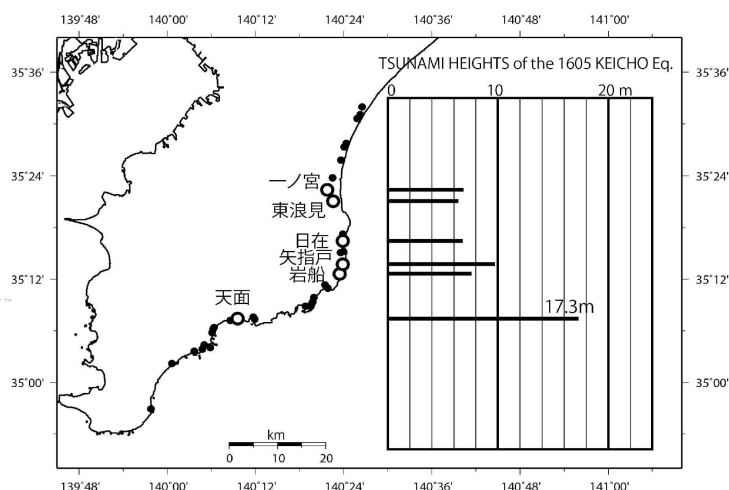 139˚48' 140˚00' 140˚12' 140˚24' 140˚36' 140˚48' 141˚00'
TSUNAMI HEIGHTS of the 1605 KEICHO Eq.
35˚36' 35˚36'
0 10 20 m
35˚24' 35˚24'
一ノ宮
東浪見
日在
矢指戸
岩船
35˚12' 35˚12'
天面
17.3m
35˚00' 35˚00'
km
0 10 20
139˚48' 140˚00' 140˚12' 140˚24' 140˚36' 140˚48' 141˚00'